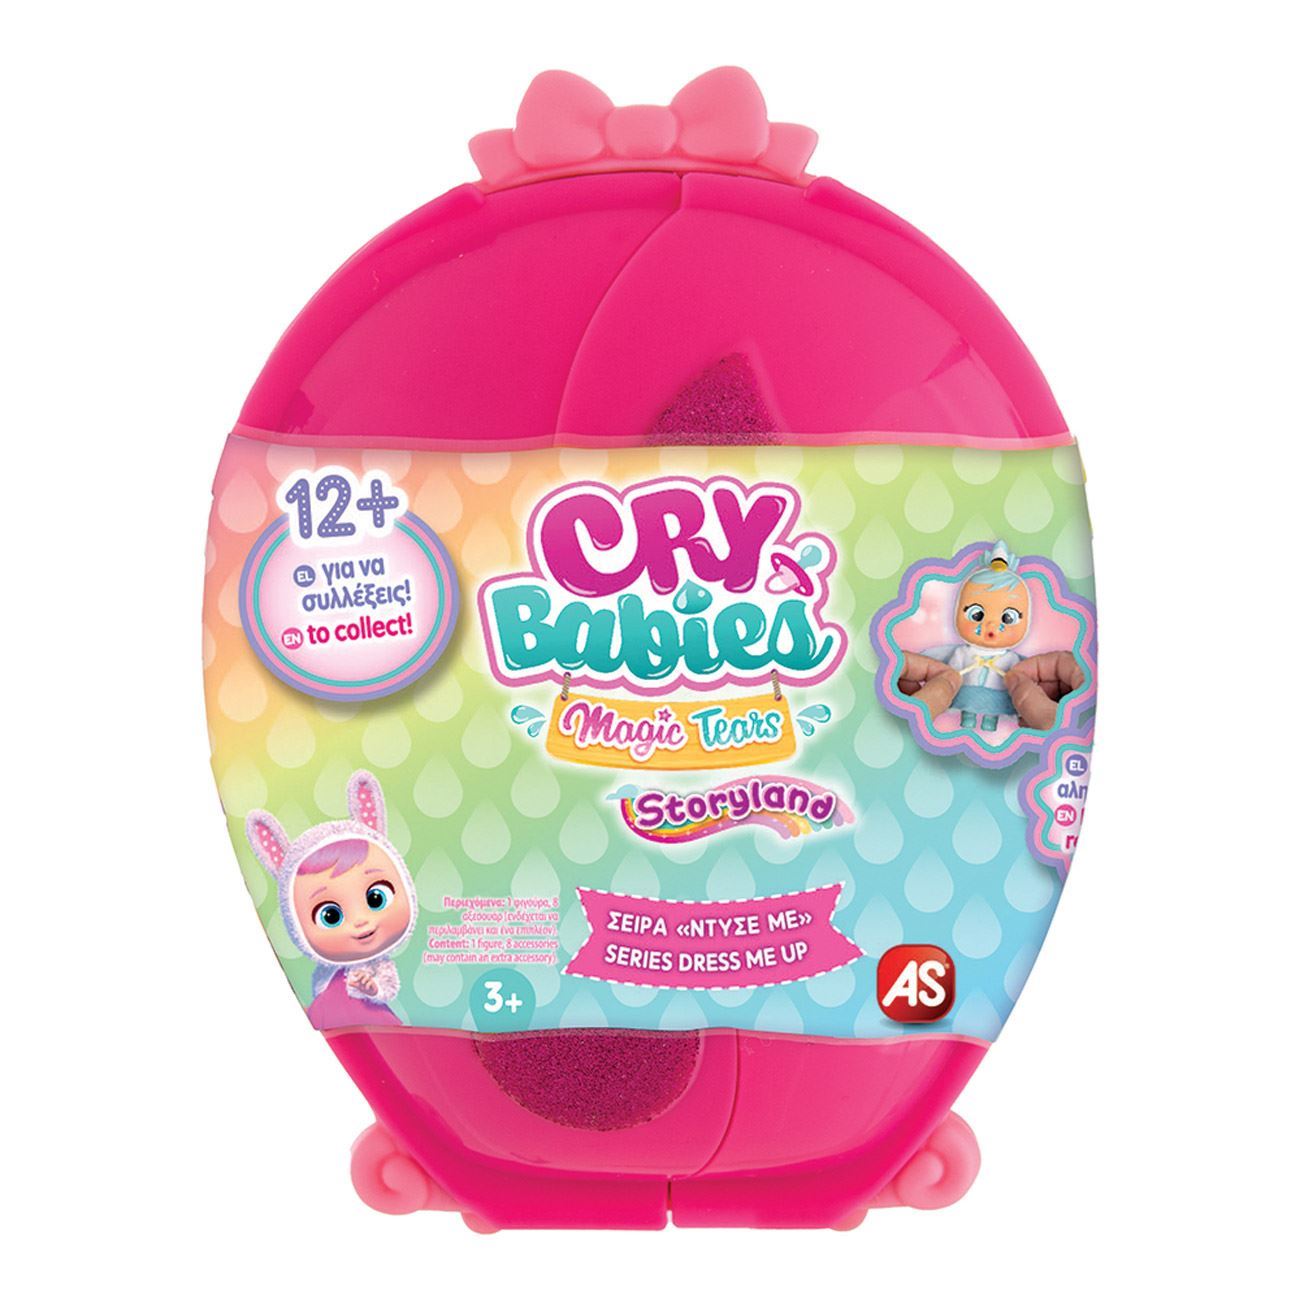 12+
EL για να
συλλέξεις!
EN to collect!
CRY
Babies
Magic Tears
Storyland
EL
αλη
EN
Περιεχόμενα: 1 φιγούρα, 8
αξεσουάρ (ενδέχεται να
περιλαμβάνει και ένα επιπλέον).
Content: 1 figure, 8 accessories
(may contain an extra accessory).
3+
ΣΕΙΡΑ «ΝΤΥΣΕ ΜΕ»
SERIES DRESS ME UP
AS